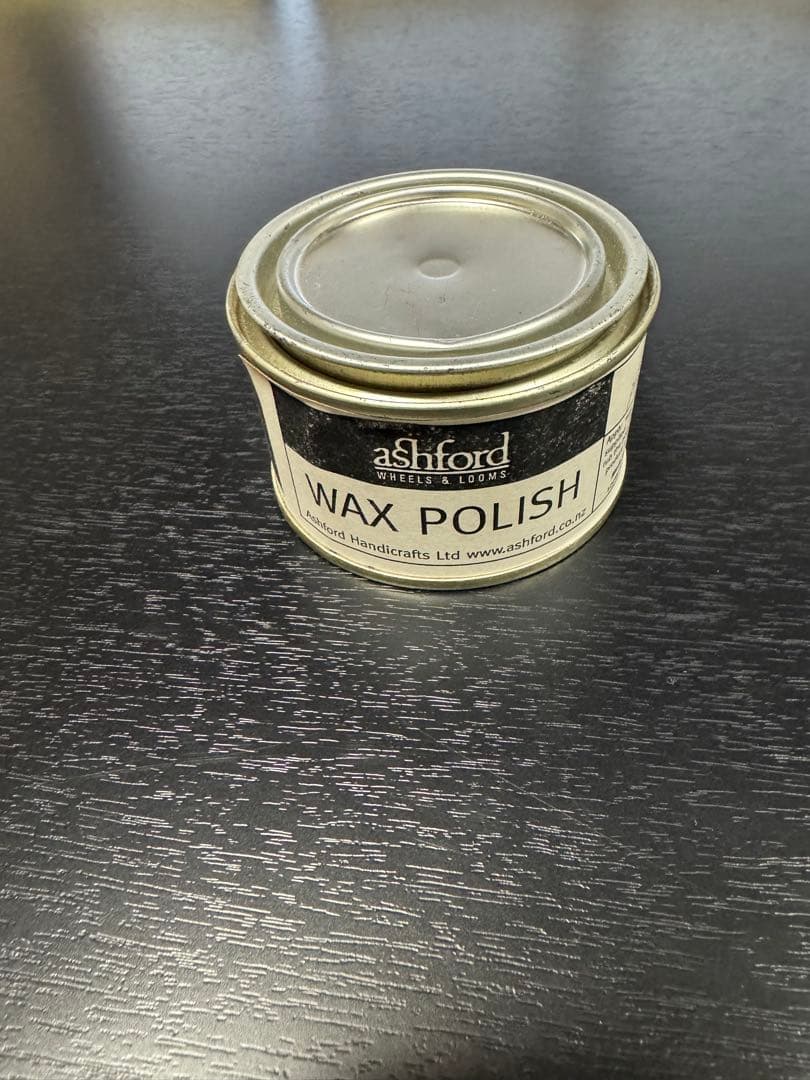 ashford
WHEELS & LOOMS
WAX POLISH
Ashford Handicrafts Ltd www.ashford.co.nz